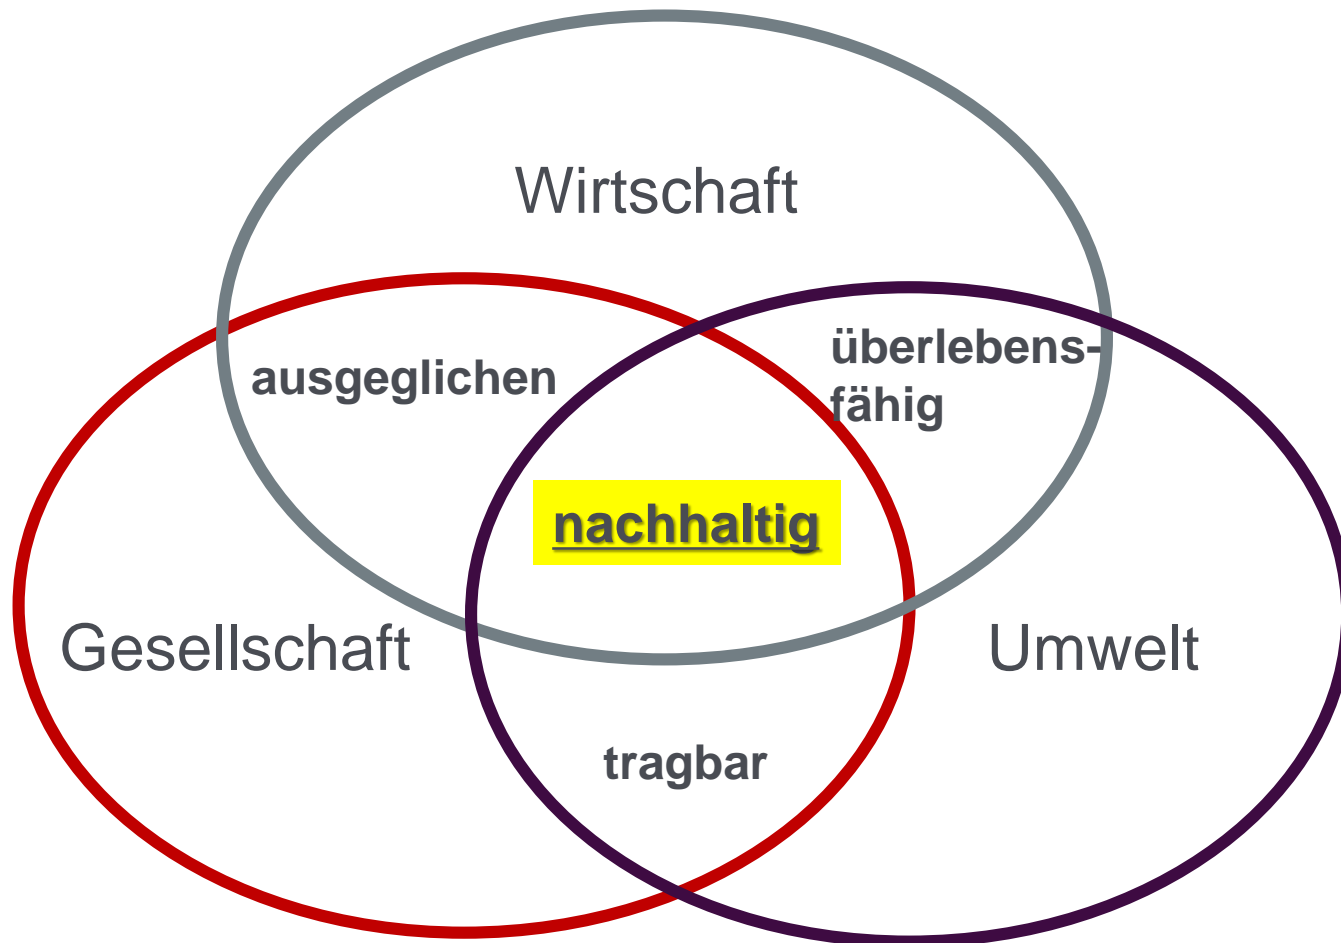 Wirtschaft
ausgeglichen
überlebens-
fähig
nachhaltig
Gesellschaft
Umwelt
tragbar